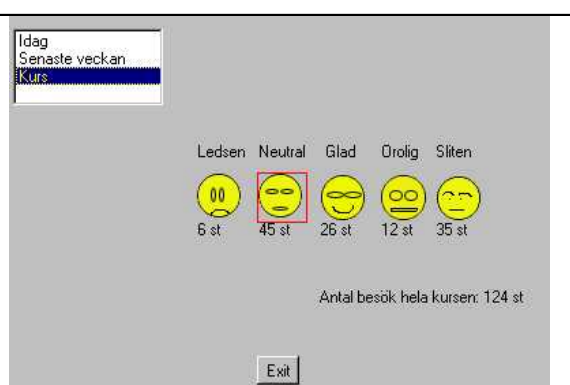 Idag
Senaste veckan
Kurs
Ledsen Neutral Glad Orolig Sliten
6 st 45 st 26 st 12 st 35 st
Antal besök hela kursen: 124 st
Exit